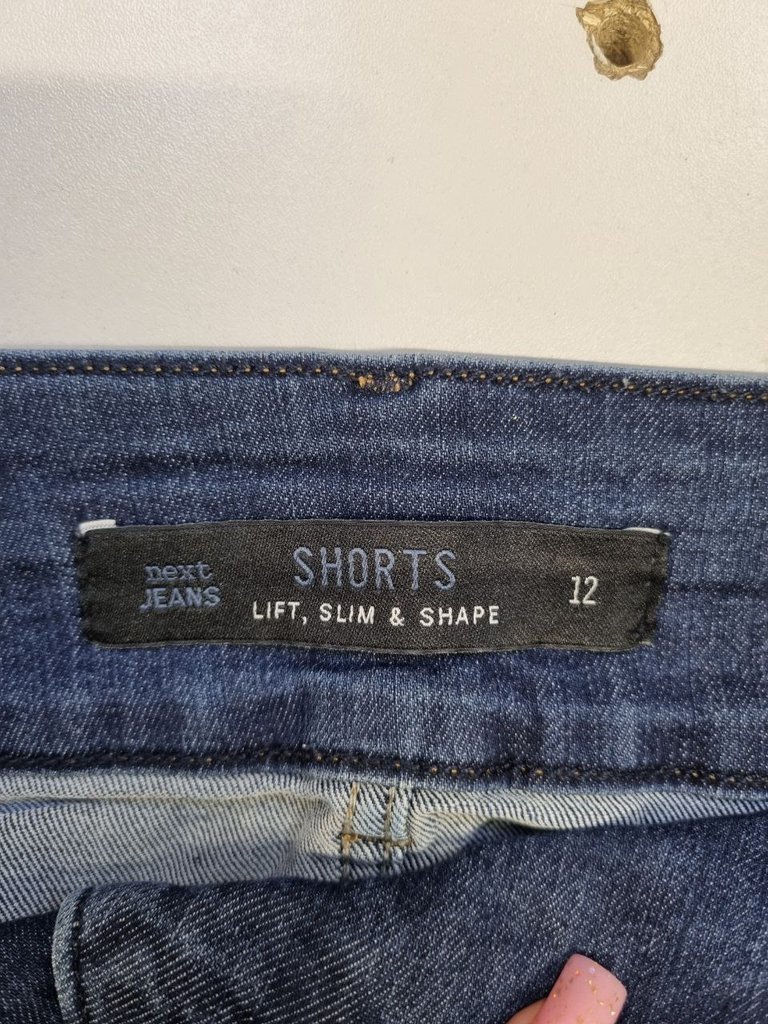 next
JEANS
SHORTS
LIFT, SLIM & SHAPE
12